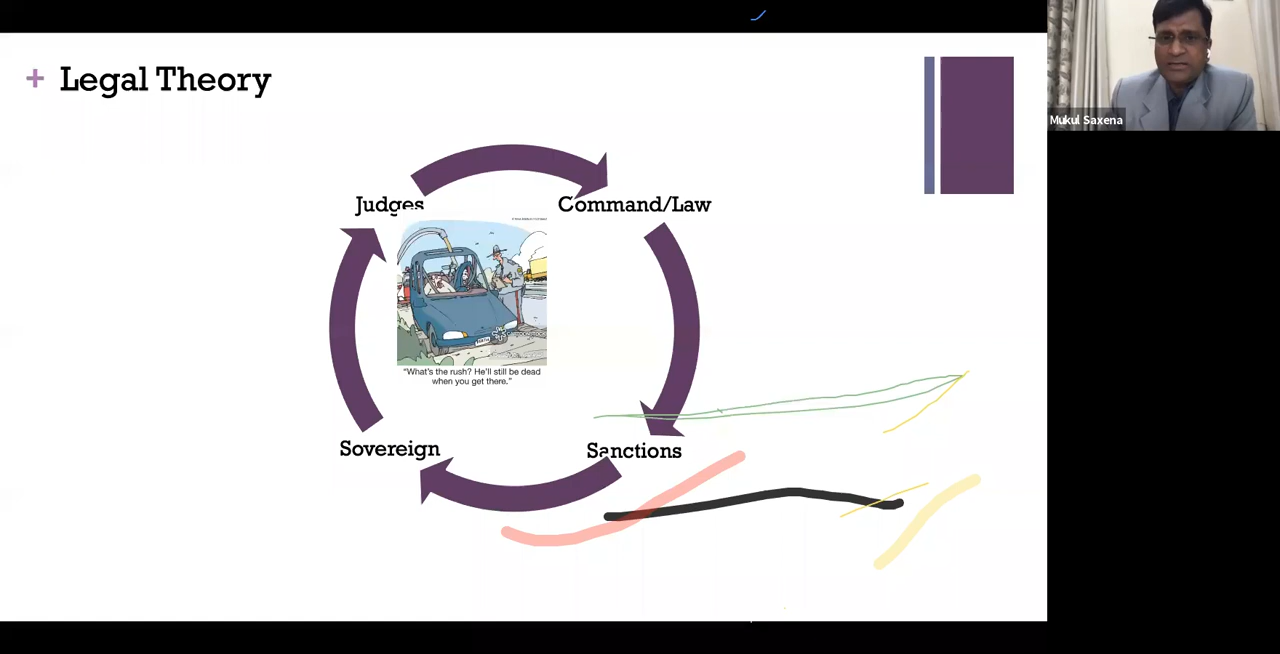 + Legal Theory
Mukul Saxena
Judges
Command/Law
"What's the rush? He'll still be dead
when you get there."
Sovereign
Sanctions